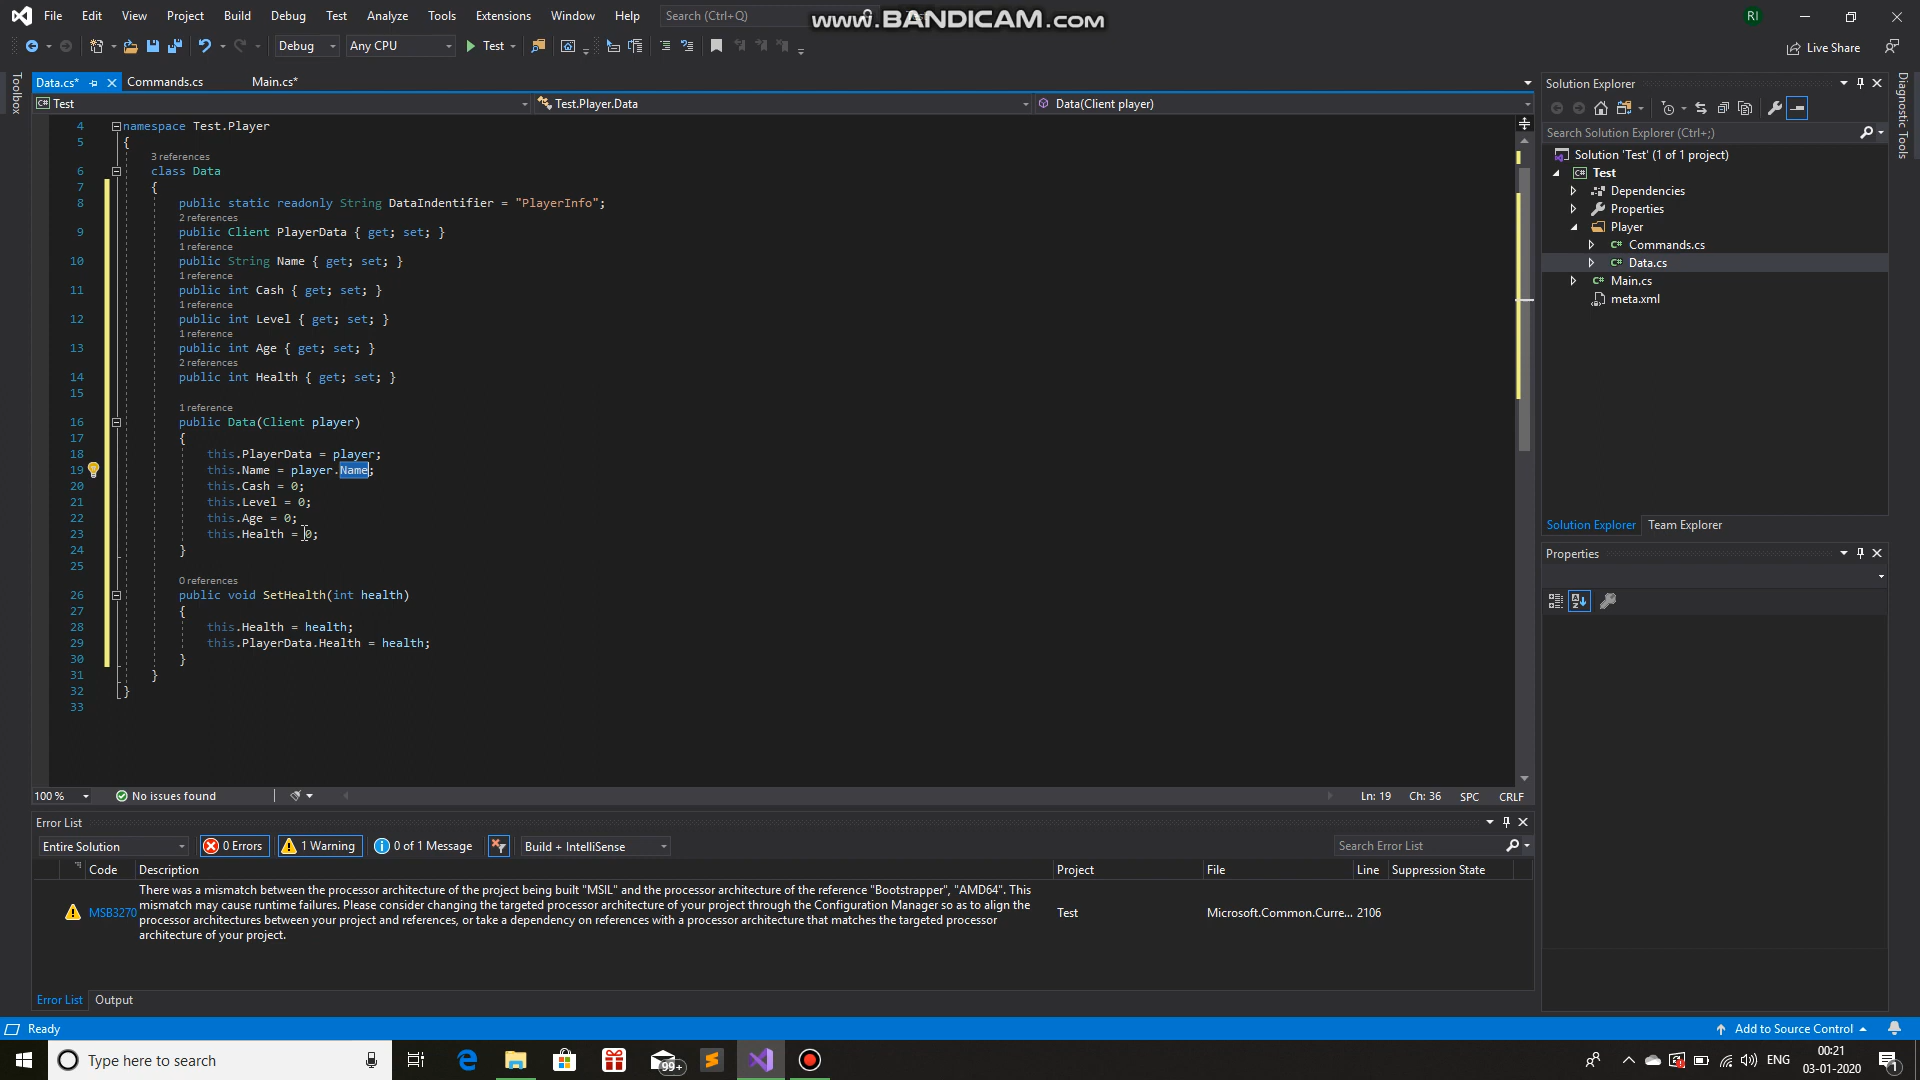 File Edit View Project Build Debug Test Analyze Tools Extensions Window Help Search (Ctrl+Q)
www.BANDICAM.com
RI
Debug Any CPU Test
Live Share
Toolbox
Data.cs* Commands.cs Main.cs*
C# Test Test.Player.Data Data(Client player)
4 namespace Test.Player
5 {
3 references
6 class Data
7 {
8 public static readonly String DataIndentifier = "PlayerInfo";
2 references
9 public Client PlayerData { get; set; }
1 reference
10 public String Name { get; set; }
1 reference
11 public int Cash { get; set; }
1 reference
12 public int Level { get; set; }
1 reference
13 public int Age { get; set; }
2 references
14 public int Health { get; set; }
15
1 reference
16 public Data(Client player)
17 {
18 this.PlayerData = player;
19 this.Name = player.Name;
20 this.Cash = 0;
21 this.Level = 0;
22 this.Age = 0;
23 this.Health = 0;
24 }
25
0 references
26 public void SetHealth(int health)
27 {
28 this.Health = health;
29 this.PlayerData.Health = health;
30 }
31 }
32 }
33
100 % No issues found Ln: 19 Ch: 36 SPC CRLF
Error List
Entire Solution 0 Errors 1 Warning 0 of 1 Message Build + IntelliSense Search Error List
Code Description Project File Line Suppression State
MSB3270 There was a mismatch between the processor architecture of the project being built "MSIL" and the processor architecture of the reference "Bootstrapper", "AMD64". This
mismatch may cause runtime failures. Please consider changing the targeted processor architecture of your project through the Configuration Manager so as to align the
processor architectures between your project and references, or take a dependency on references with a processor architecture that matches the targeted processor
architecture of your project.
Test Microsoft.Common.Curre... 2106
Error List Output
Solution Explorer
Search Solution Explorer (Ctrl+;)
Solution 'Test' (1 of 1 project)
C# Test
Dependencies
Properties
Player
C# Commands.cs
C# Data.cs
C# Main.cs
meta.xml
Solution Explorer Team Explorer
Properties
Diagnostic Tools
Ready Add to Source Control
Type here to search
99+
ENG
00:21
03-01-2020
1